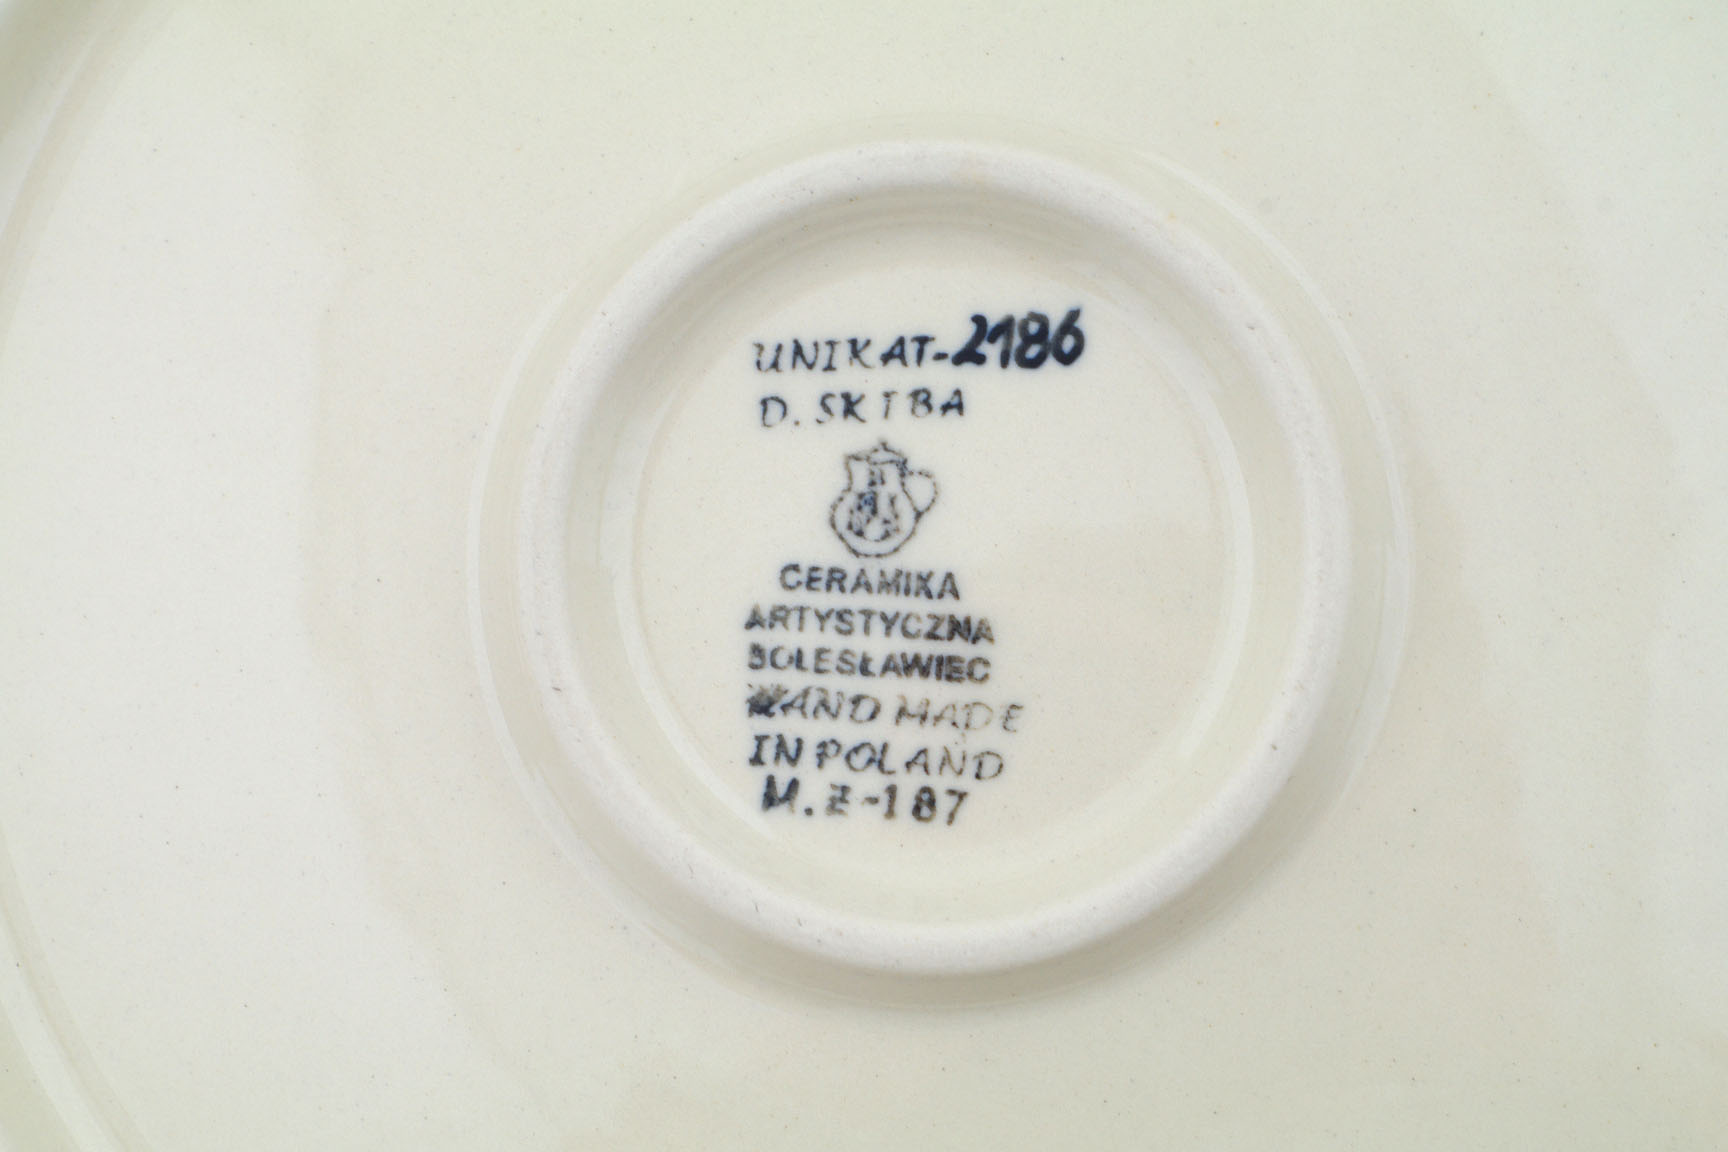 UNIKAT-2186
D. SKIBA
CERAMIKA
ARTYSTYCZNA
BOLESŁAWIEC
HAND MADE
IN POLAND
M.Z-187